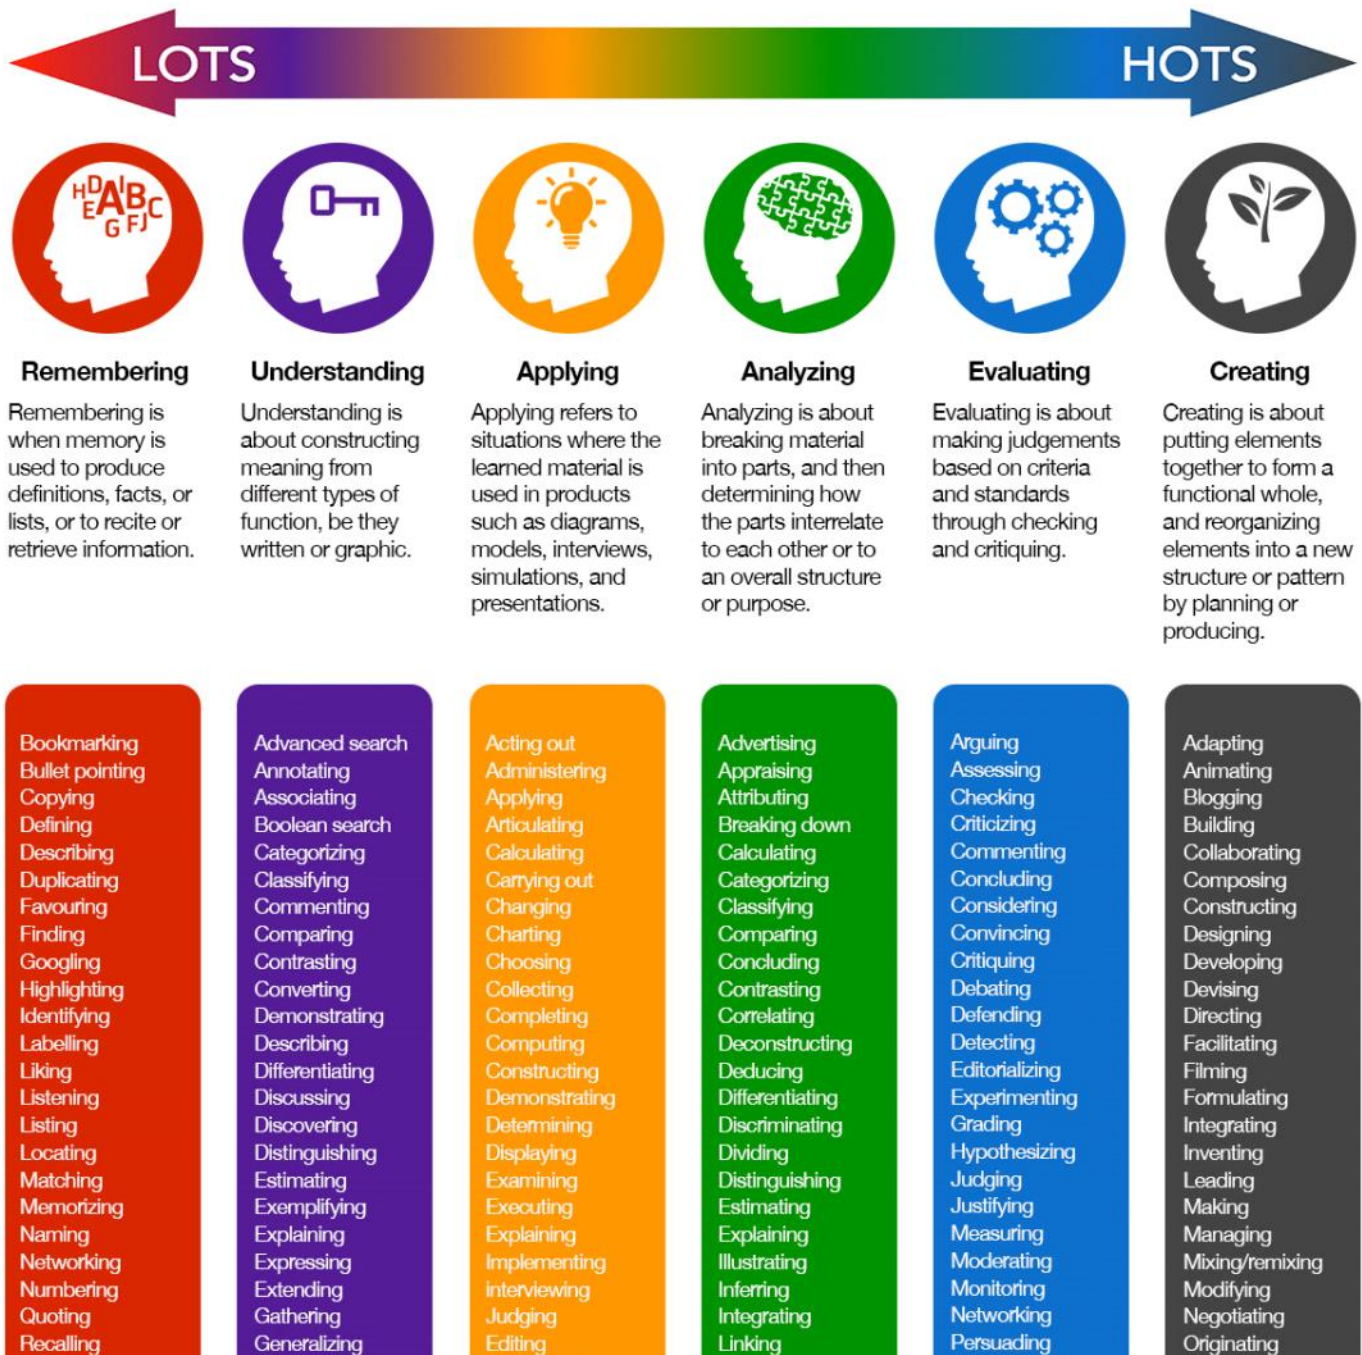 LOTS
HOTS
HDAIBC
EABC
G FJ
Remembering
Remembering is
when memory is
used to produce
definitions, facts, or
lists, or to recite or
retrieve information.
Understanding
Understanding is
about constructing
meaning from
different types of
function, be they
written or graphic.
Applying
Applying refers to
situations where the
learned material is
used in products
such as diagrams,
models, interviews,
simulations, and
presentations.
Analyzing
Analyzing is about
breaking material
into parts, and then
determining how
the parts interrelate
to each other or to
an overall structure
or purpose.
Evaluating
Evaluating is about
making judgements
based on criteria
and standards
through checking
and critiquing.
Creating
Creating is about
putting elements
together to form a
functional whole,
and reorganizing
elements into a new
structure or pattern
by planning or
producing.
Bookmarking
Bullet pointing
Copying
Defining
Describing
Duplicating
Favouring
Finding
Googling
Highlighting
Identifying
Labelling
Liking
Listening
Listing
Locating
Matching
Memorizing
Naming
Networking
Numbering
Quoting
Recalling
Advanced search
Annotating
Associating
Boolean search
Categorizing
Classifying
Commenting
Comparing
Contrasting
Converting
Demonstrating
Describing
Differentiating
Discussing
Discovering
Distinguishing
Estimating
Exemplifying
Explaining
Expressing
Extending
Gathering
Generalizing
Acting out
Administering
Applying
Articulating
Calculating
Carrying out
Changing
Charting
Choosing
Collecting
Completing
Computing
Constructing
Demonstrating
Determining
Displaying
Examining
Executing
Explaining
Implementing
interviewing
Judging
Editing
Advertising
Appraising
Attributing
Breaking down
Calculating
Categorizing
Classifying
Comparing
Concluding
Contrasting
Correlating
Deconstructing
Deducing
Differentiating
Discriminating
Dividing
Distinguishing
Estimating
Explaining
Illustrating
Inferring
Integrating
Linking
Arguing
Assessing
Checking
Criticizing
Commenting
Concluding
Considering
Convincing
Critiquing
Debating
Defending
Detecting
Editorializing
Experimenting
Grading
Hypothesizing
Judging
Justifying
Measuring
Moderating
Monitoring
Networking
Persuading
Adapting
Animating
Blogging
Building
Collaborating
Composing
Constructing
Designing
Developing
Devising
Directing
Facilitating
Filming
Formulating
Integrating
Inventing
Leading
Making
Managing
Mixing/remixing
Modifying
Negotiating
Originating